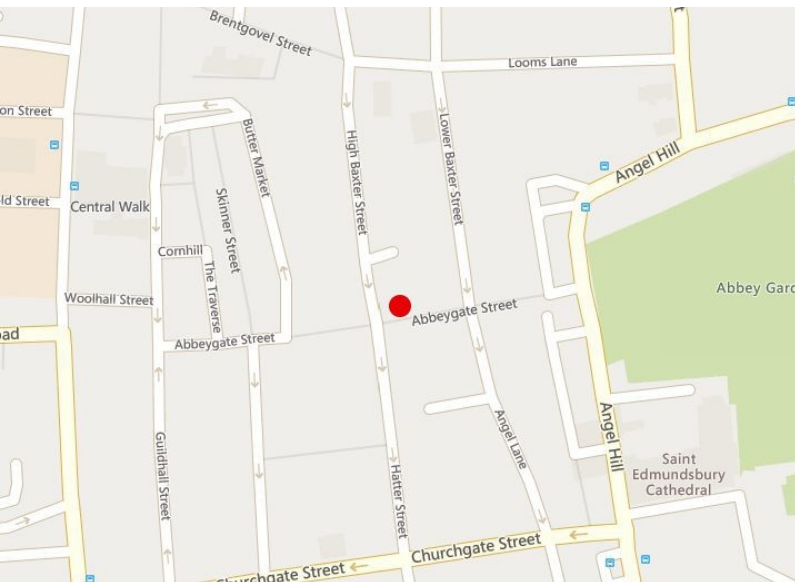 Brentgovel Street
Looms Lane
on Street
Butter Market
High Baxter Street
Lower Baxter Street
Angel Hill
ld Street
Central Walk
Skinner Street
Cornhill
The Traverse
Woolhall Street
Abbey Gard
Abbeygate Street
oad
Abbeygate Street
Guildhall Street
Hatter Street
Angel Lane
Angel Hill
Saint
Edmundsbury
Cathedral
Churchgate Street
Churchgate Street